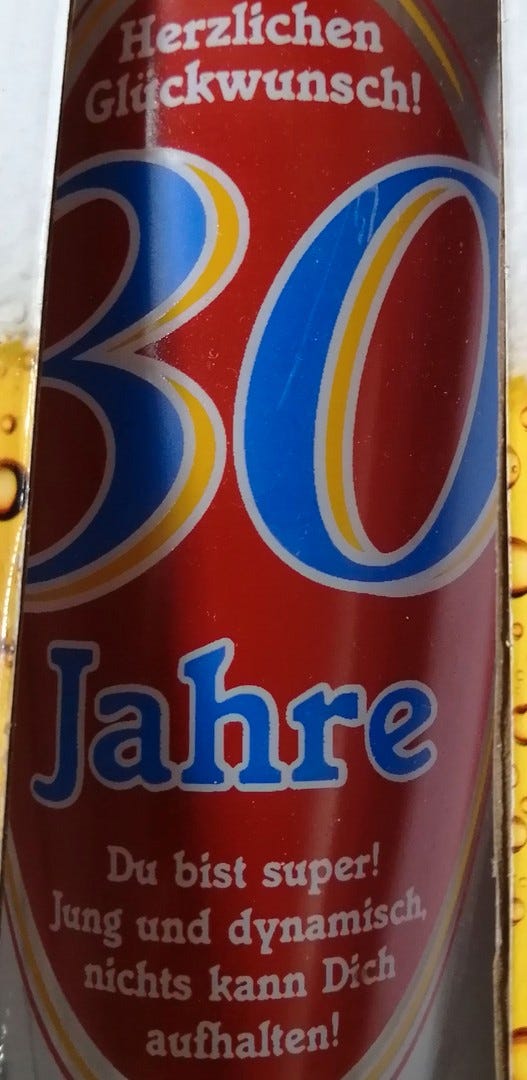 Herzlichen
Glückwunsch!
30
Jahre
Du bist super!
Jung und dynamisch,
nichts kann Dich
aufhalten!